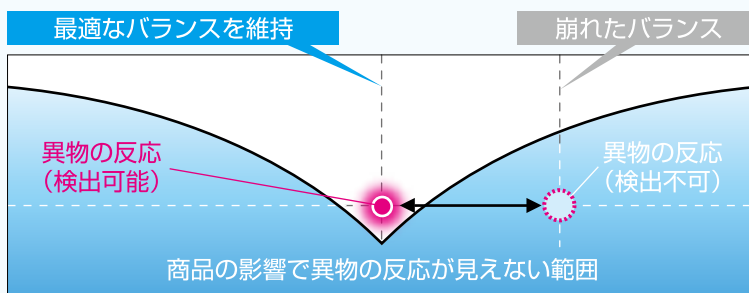 最適なバランスを維持
崩れたバランス
異物の反応
（検出可能）
異物の反応
（検出不可）
商品の影響で異物の反応が見えない範囲